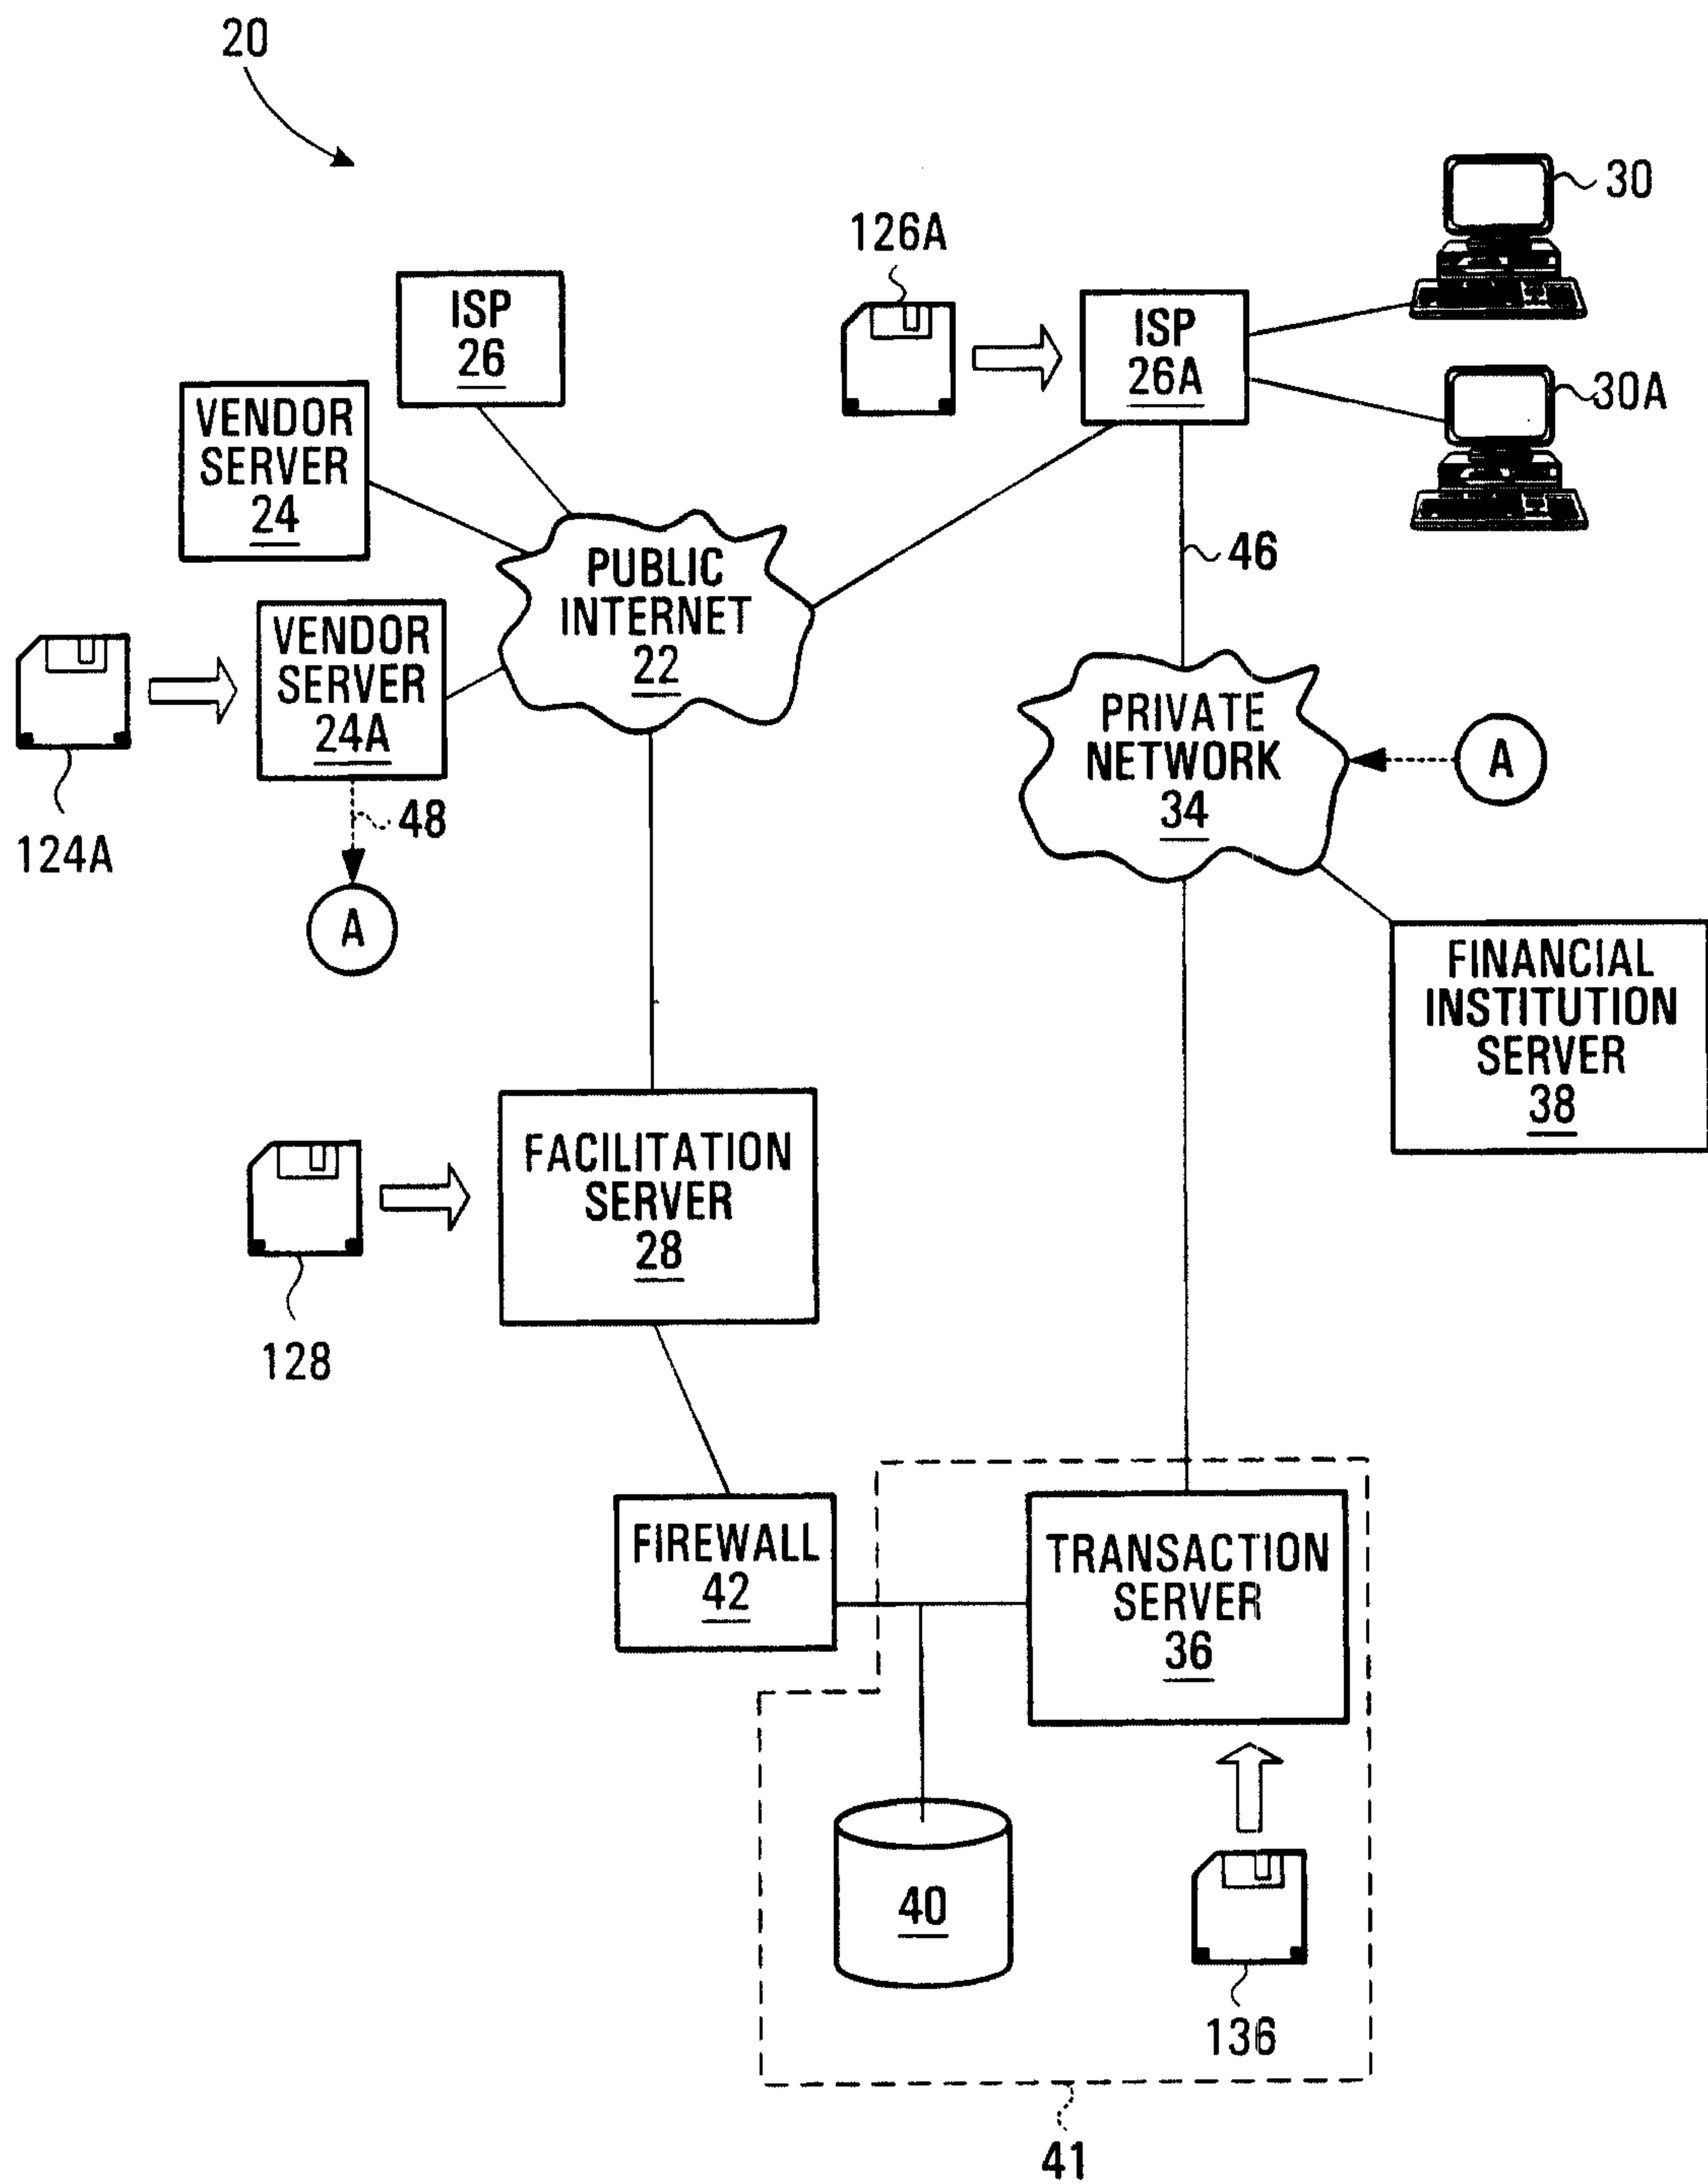 20
30
126A
ISP
26
ISP
26A
30A
VENDOR
SERVER
24
46
PUBLIC
INTERNET
22
VENDOR
SERVER
24A
PRIVATE
NETWORK
34
A
48
124A
A
FINANCIAL
INSTITUTION
SERVER
38
FACILITATION
SERVER
28
128
FIREWALL
42
TRANSACTION
SERVER
36
40
136
41